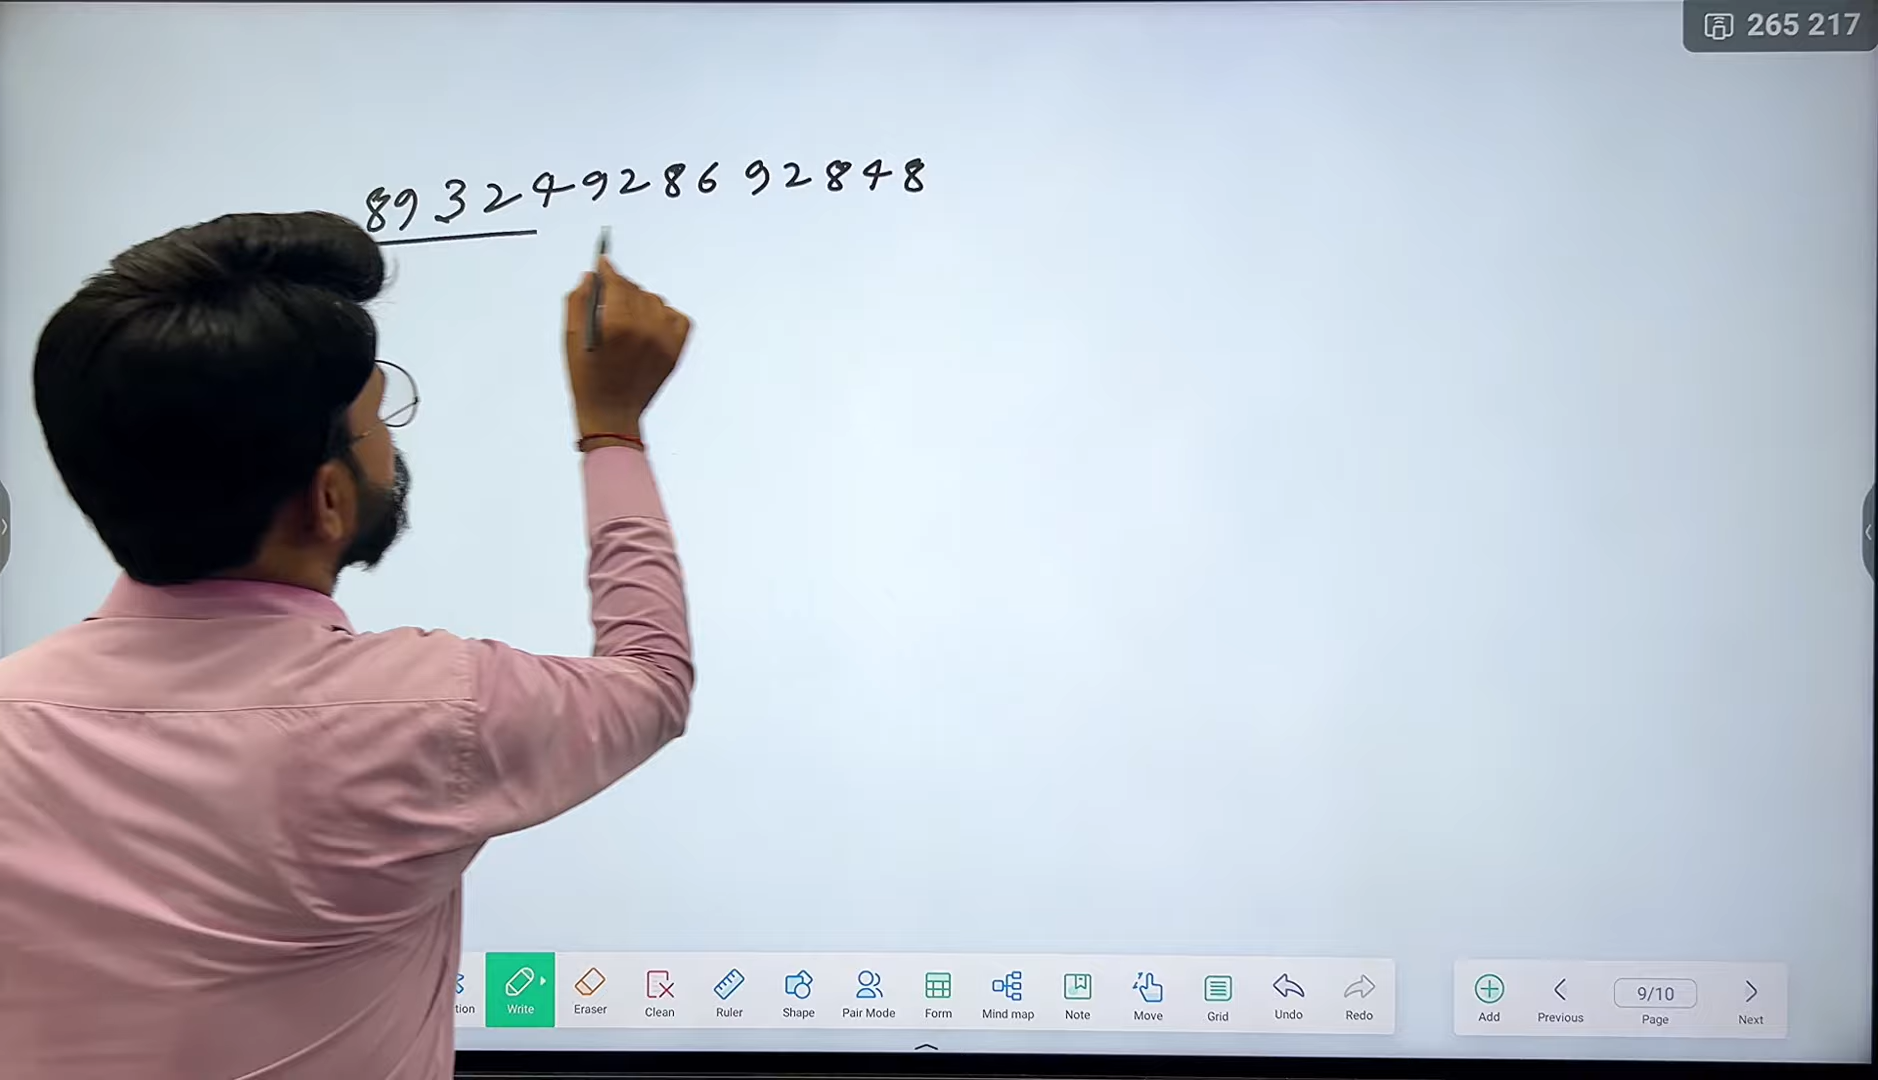 265 217
89324928692848
tion Write Eraser Clean Ruler Shape Pair Mode Form Mind map Note Move Grid Undo Redo
Add Previous 9/10 Page Next